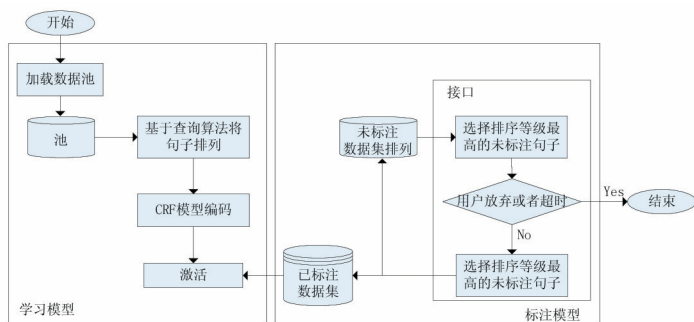 开始
加载数据池
池
基于查询算法将
句子排列
CRF模型编码
激活
学习模型
接口
未标注
数据集排列
选择排序等级最
高的未标注句子
用户放弃或者超时
Yes
结束
No
选择排序等级最
高的未标注句子
已标注
数据集
标注模型